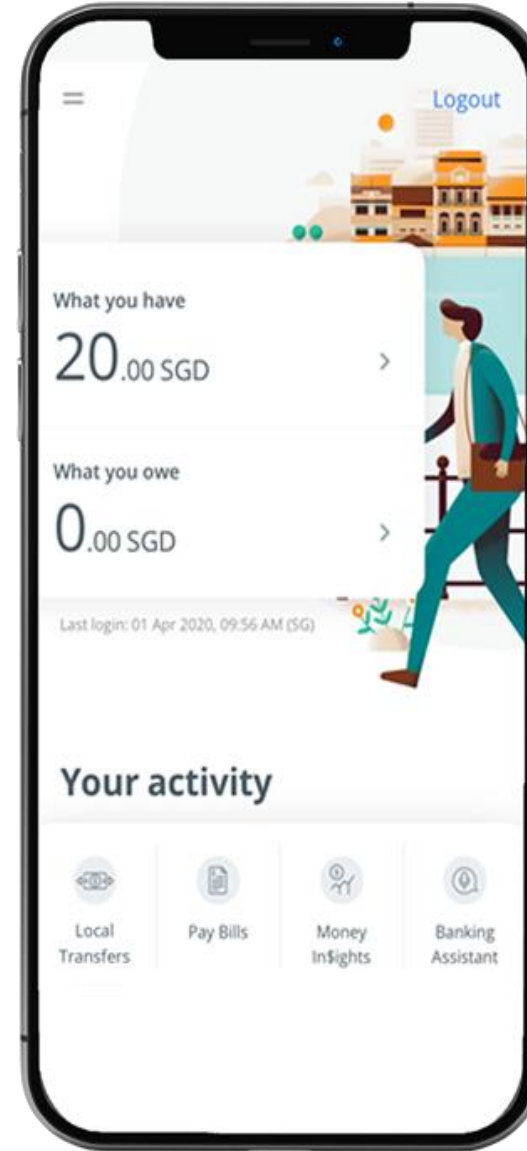 Logout
What you have
20.00 SGD
What you owe
0.00 SGD
Last login: 01 Apr 2020, 09:56 AM (SG)
Your activity
Local
Transfers
Pay Bills
Money
In$ights
Banking
Assistant